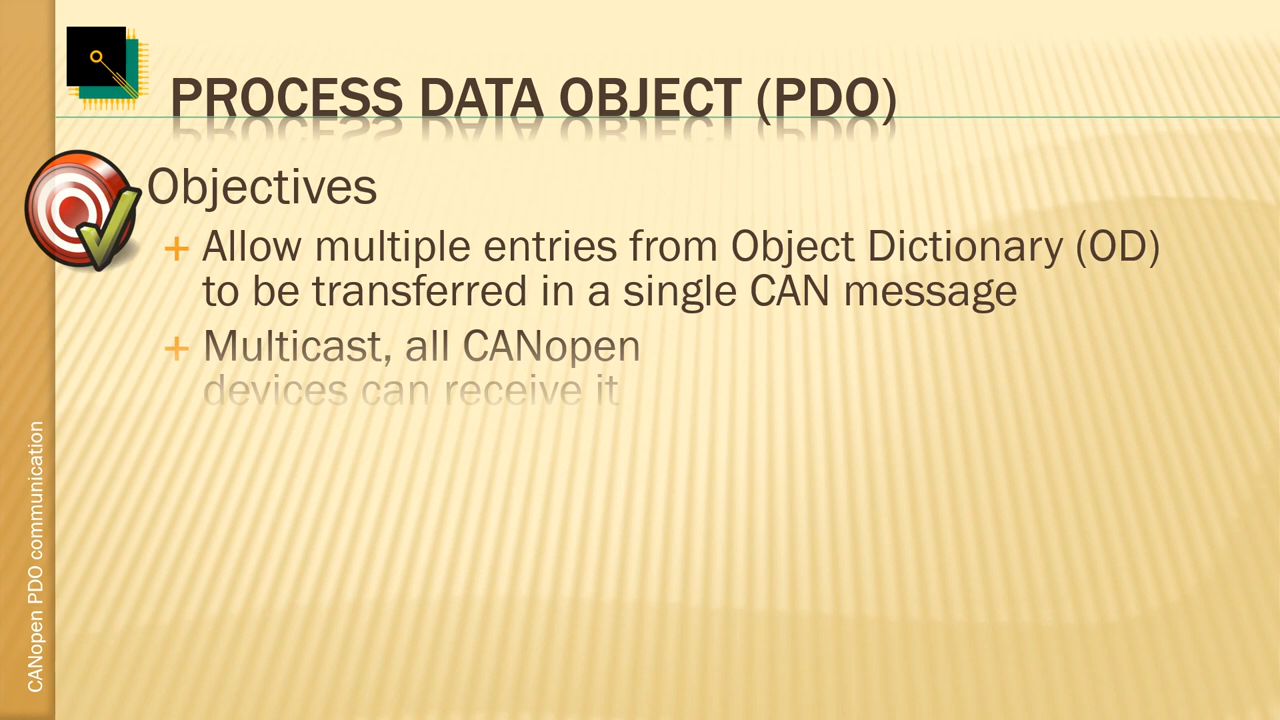 PROCESS DATA OBJECT (PDO)
Objectives
+ Allow multiple entries from Object Dictionary (OD)
to be transferred in a single CAN message
+ Multicast, all CANopen
devices can receive it
CANopen PDO communication